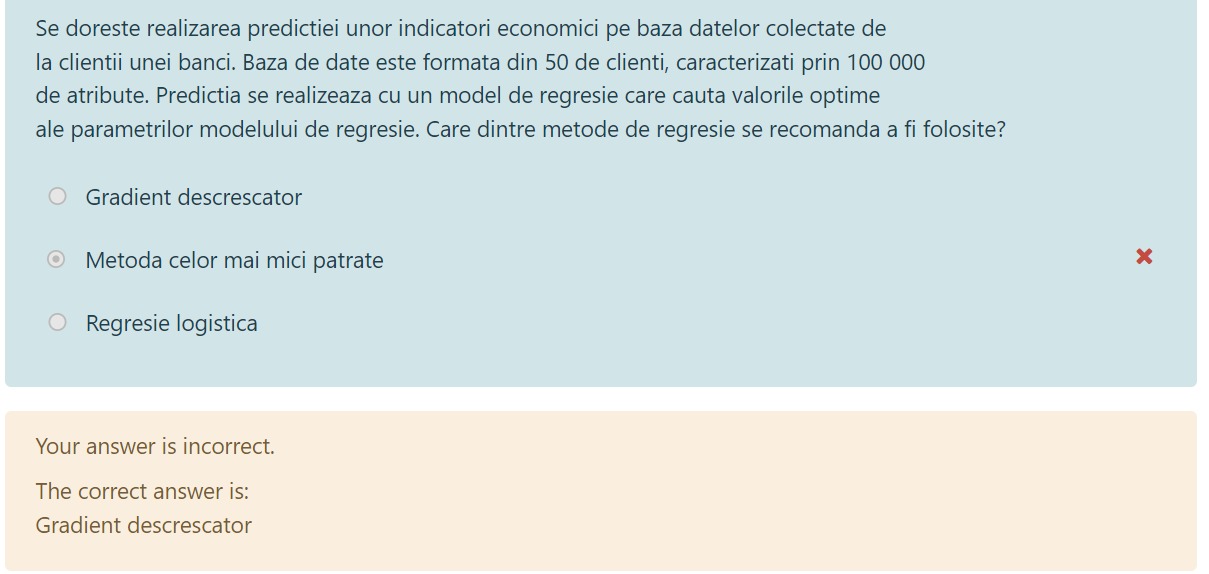 Se doreste realizarea predictiei unor indicatori economici pe baza datelor colectate de
la clientii unei banci. Baza de date este formata din 50 de clienti, caracterizati prin 100 000
de atribute. Predictia se realizeaza cu un model de regresie care cauta valorile optime
ale parametrilor modelului de regresie. Care dintre metode de regresie se recomanda a fi folosite?
Gradient descrescator
Metoda celor mai mici patrate
Regresie logistica
Your answer is incorrect.
The correct answer is:
Gradient descrescator